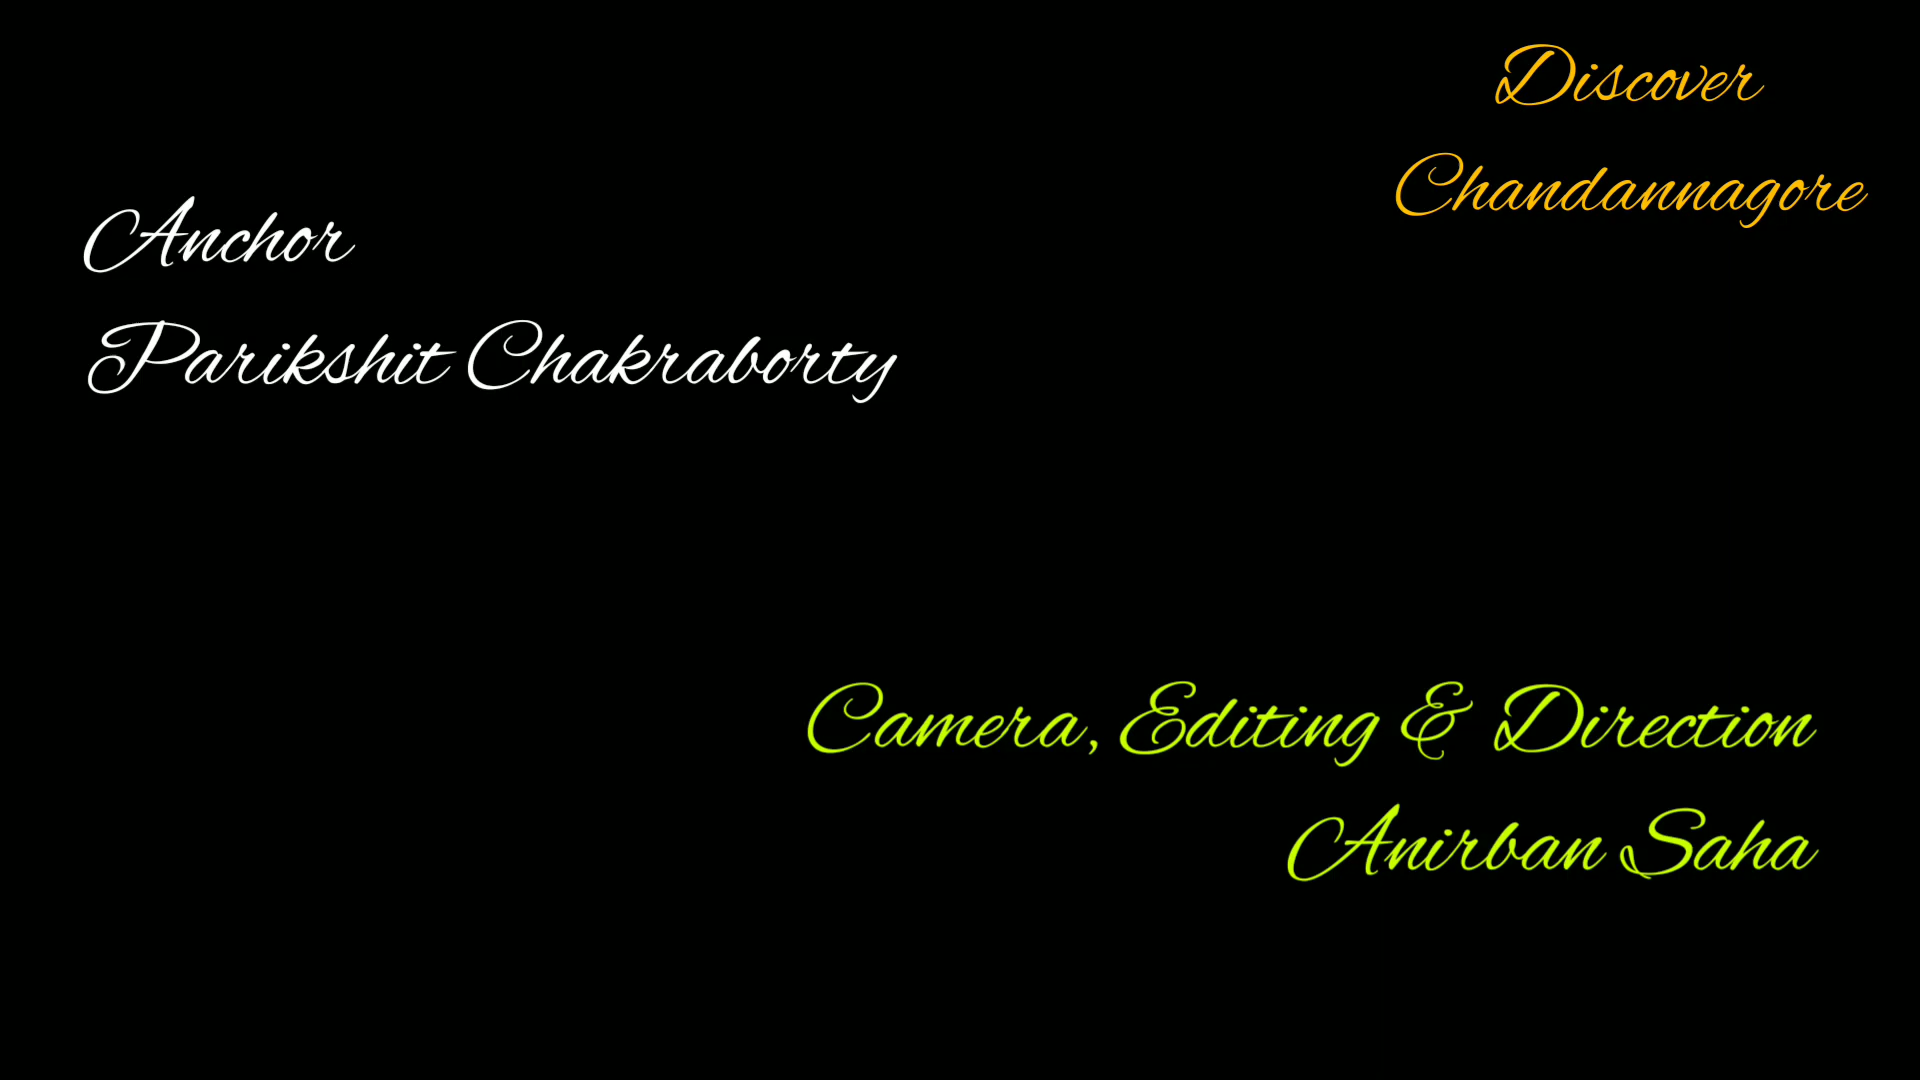 Discover
Chandannagore
Anchor
Parikshit Chakraborty
Camera, Editing & Direction
Anirban Saha